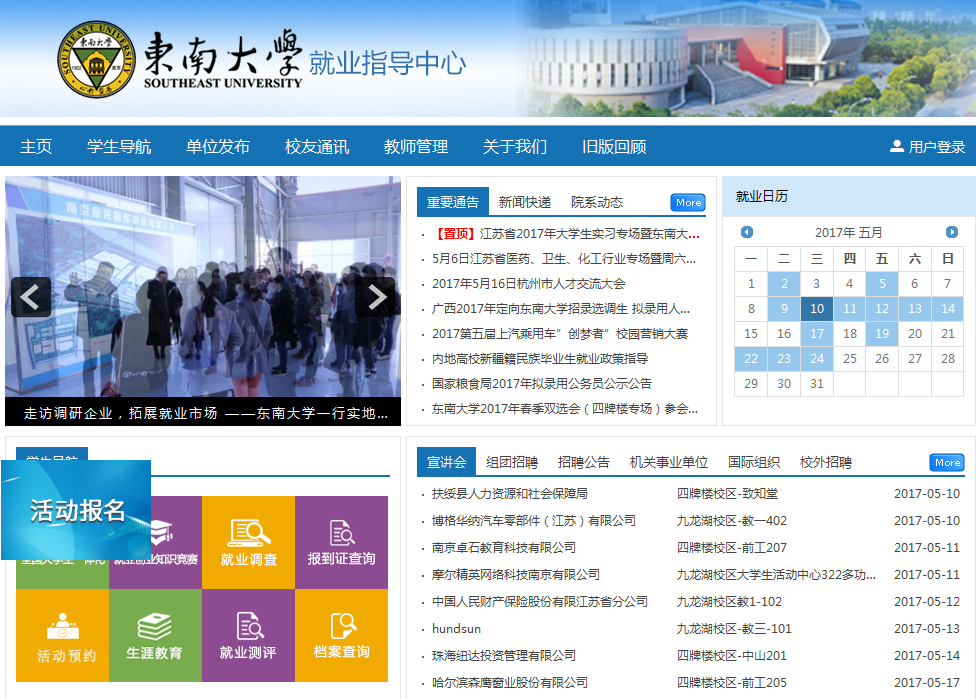 東南大學
SOUTHEAST UNIVERSITY
就业指导中心
主页 学生导航 单位发布 校友通讯 教师管理 关于我们 旧版回顾 用户登录
走访调研企业，拓展就业市场 ——东南大学一行实地...
重要通告 新闻快递 院系动态 More
【置顶】江苏省2017年大学生实习专场暨东南大...
5月6日江苏省医药、卫生、化工行业专场暨周六...
2017年5月16日杭州市人才交流大会
广西2017年定向东南大学招录选调生 拟录用人...
2017第五届上汽乘用车”创梦者”校园营销大赛
内地高校新疆籍民族毕业生就业政策指导
国家粮食局2017年拟录用公务员公示公告
东南大学2017年春季双选会（四牌楼专场）参会...
就业日历
2017年 五月
一 二 三 四 五 六 日
1 2 3 4 5 6 7
8 9 10 11 12 13 14
15 16 17 18 19 20 21
22 23 24 25 26 27 28
29 30 31
活动报名
就业创业知识竞赛
就业调查
报到证查询
活动预约
生涯教育
就业测评
档案查询
宣讲会 组团招聘 招聘公告 机关事业单位 国际组织 校外招聘 More
扶绥县人力资源和社会保障局 四牌楼校区-致知堂 2017-05-10
博格华纳汽车零部件（江苏）有限公司 九龙湖校区-教一402 2017-05-10
南京卓石教育科技有限公司 四牌楼校区-前工207 2017-05-11
摩尔精英网络科技南京有限公司 九龙湖校区大学生活动中心322多功... 2017-05-11
中国人民财产保险股份有限江苏省分公司 九龙湖校区教1-102 2017-05-12
hundsun 九龙湖校区-教三-101 2017-05-13
珠海纽达投资管理有限公司 四牌楼校区-中山201 2017-05-14
哈尔滨森鹰窗业股份有限公司 四牌楼校区-前工205 2017-05-17